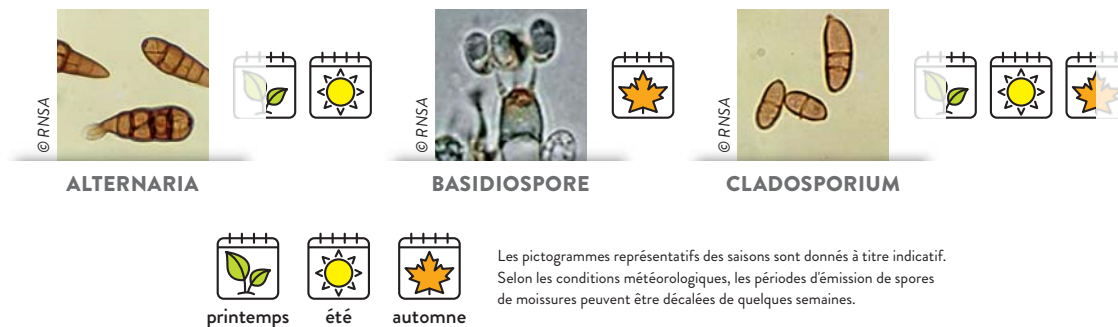 © RNSA
ALTERNARIA
© RNSA
BASIDIOSPORE
© RNSA
CLADOSPORIUM
printemps
été
automne
Les pictogrammes représentatifs des saisons sont donnés à titre indicatif.
Selon les conditions météorologiques, les périodes d'émission de spores
de moissures peuvent être décalées de quelques semaines.